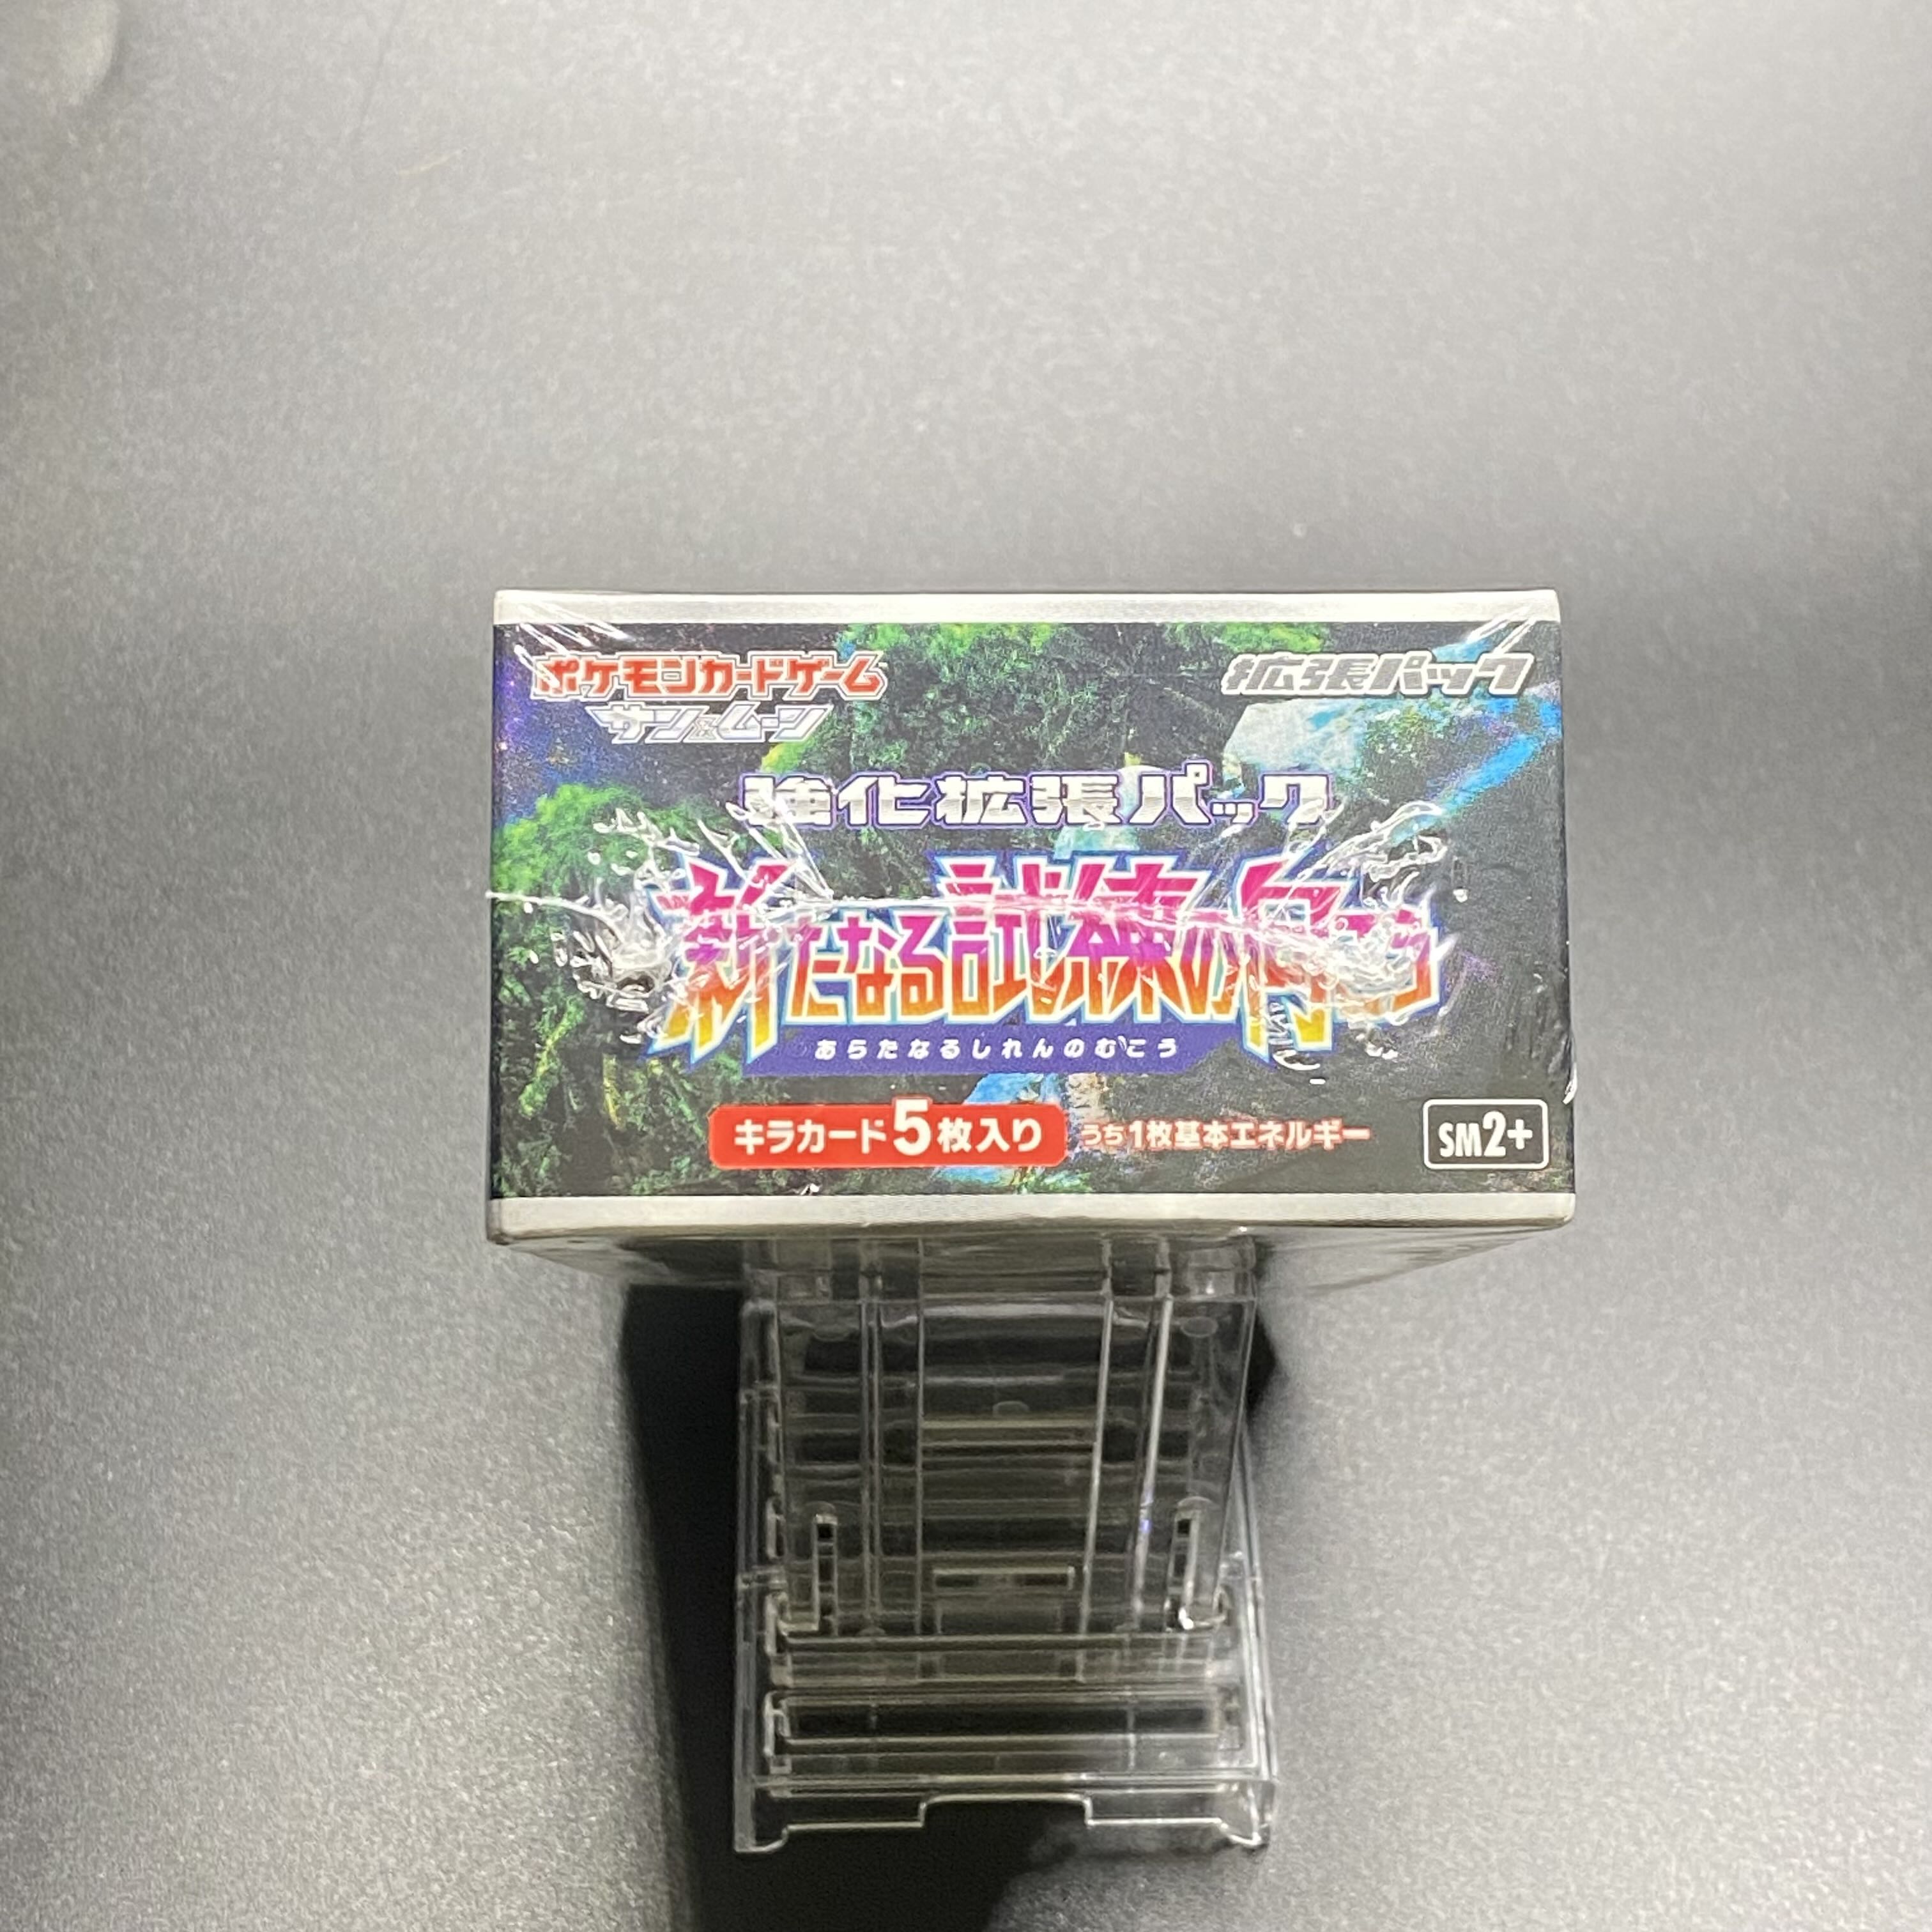 ポケモンカードゲーム
サン&ムーン
拡張パック
強化拡張パック
新たなる試練の向こう
あらたなるしれんのむこう
キラカード5枚入り
うち1枚基本エネルギー
SM2+